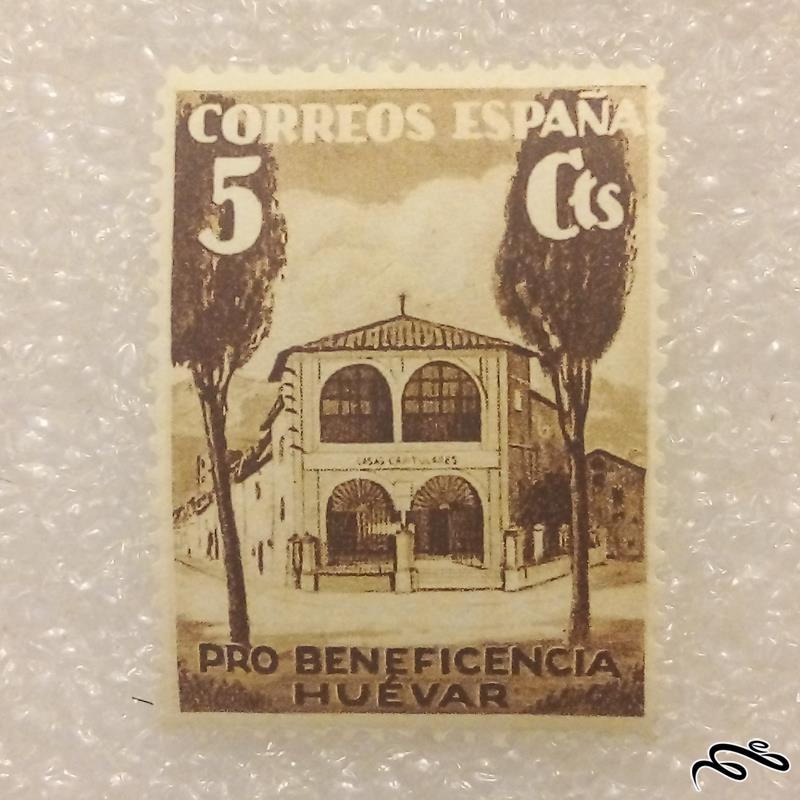 CORREOS ESPAÑA
5 Cts
CASAS CAPITULARES
PRO BENEFICENCIA
HUÉVAR